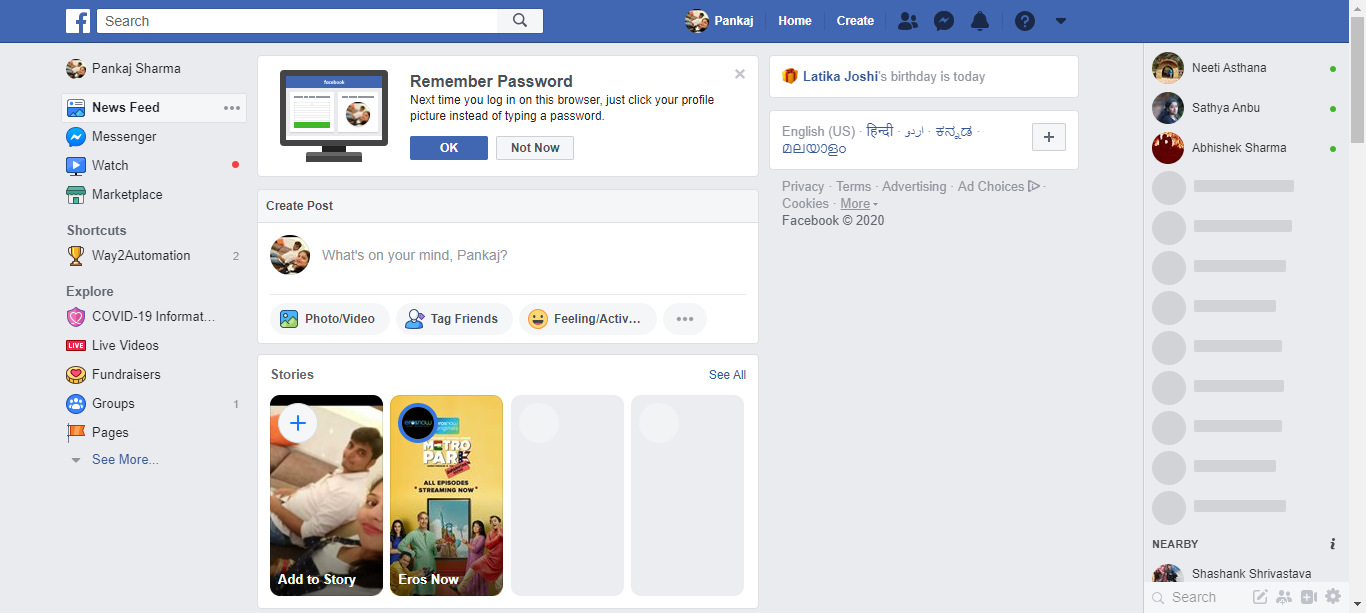 Search
Pankaj
Home
Create
Pankaj Sharma
News Feed
Messenger
Watch
Marketplace
Shortcuts
Way2Automation 2
Explore
COVID-19 Informat...
LIVE Live Videos
Fundraisers
Groups 1
Pages
See More...
facebook
Remember Password
Next time you log in on this browser, just click your profile
picture instead of typing a password.
OK
Not Now
Create Post
What's on your mind, Pankaj?
Photo/Video
Tag Friends
Feeling/Activ...
Stories
See All
Add to Story
erosnow
METRO
PARK
ALL EPISODES
"STREAMING NOW"
Eros Now
Latika Joshi's birthday is today
English (US) · हिन्दी · اردو · ಕನ್ನಡ ·
മലയാളം
Privacy · Terms · Advertising · Ad Choices ·
Cookies · More
Facebook © 2020
Neeti Asthana
Sathya Anbu
Abhishek Sharma
NEARBY
Shashank Shrivastava
Search